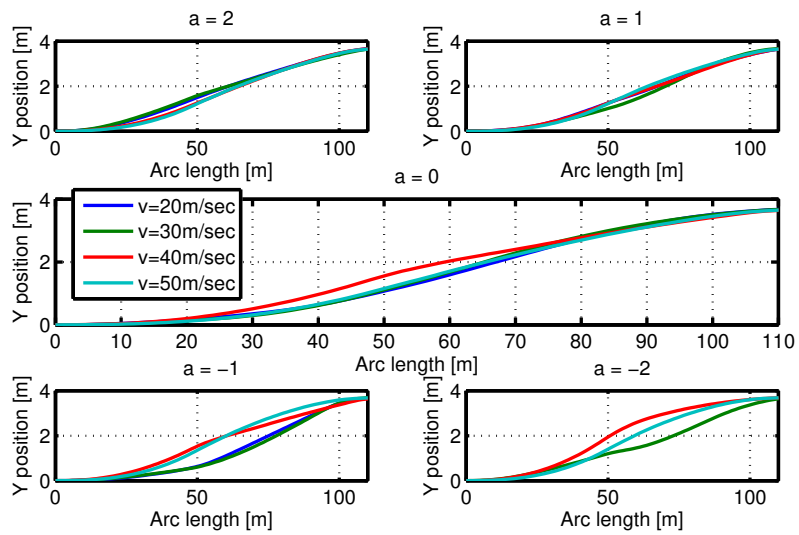 a = 2
a = 1
Y position [m]
4
2
0
0
50
100
Arc length [m]
Y position [m]
4
2
0
0
50
100
Arc length [m]
a = 0
Y position [m]
4
2
0
v=20m/sec
v=30m/sec
v=40m/sec
v=50m/sec
0
10
20
30
40
50
60
70
80
90
100
110
Arc length [m]
a = −1
a = −2
Y position [m]
4
2
0
0
50
100
Arc length [m]
Y position [m]
4
2
0
0
50
100
Arc length [m]